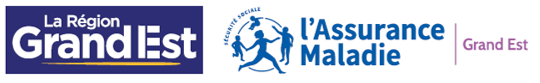 La Région
Grand Est
SÉCURITÉ SOCIALE
l'Assurance
Maladie
Grand Est